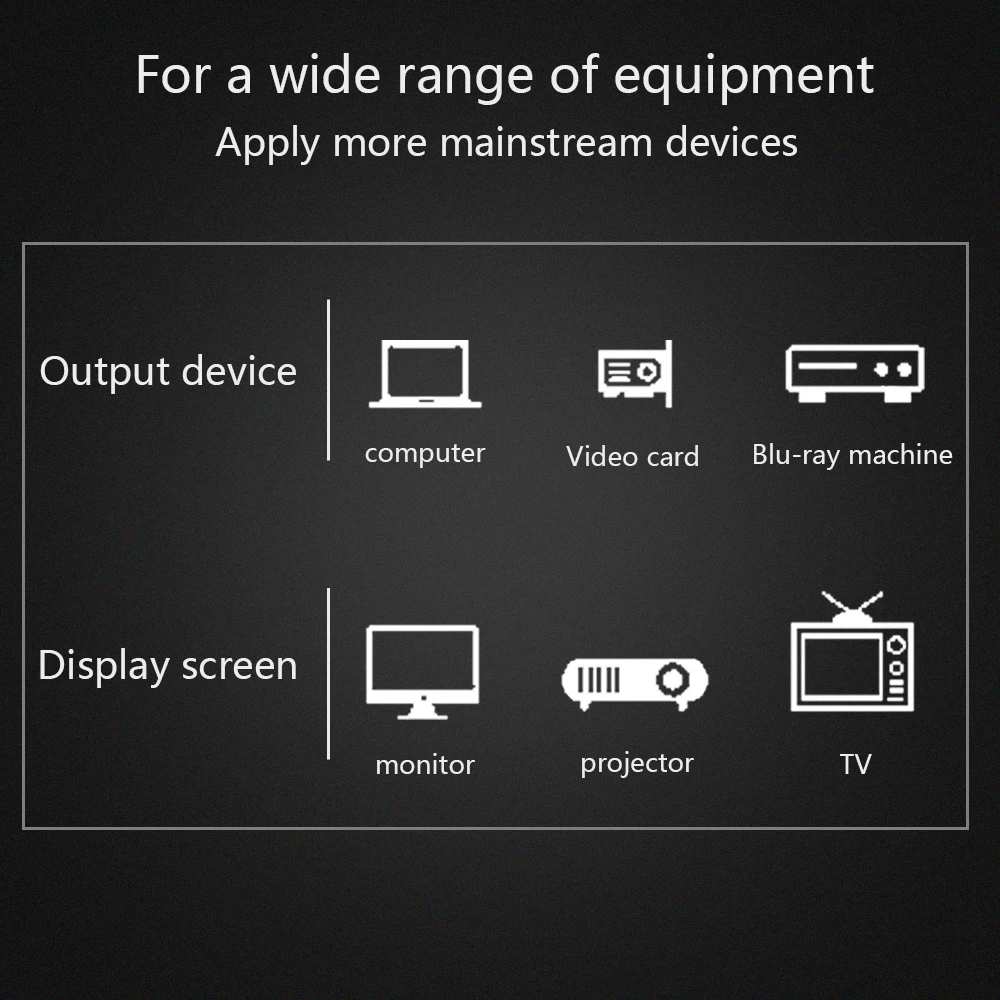 For a wide range of equipment
Apply more mainstream devices
Output device
computer
Video card
Blu-ray machine
Display screen
monitor
projector
TV